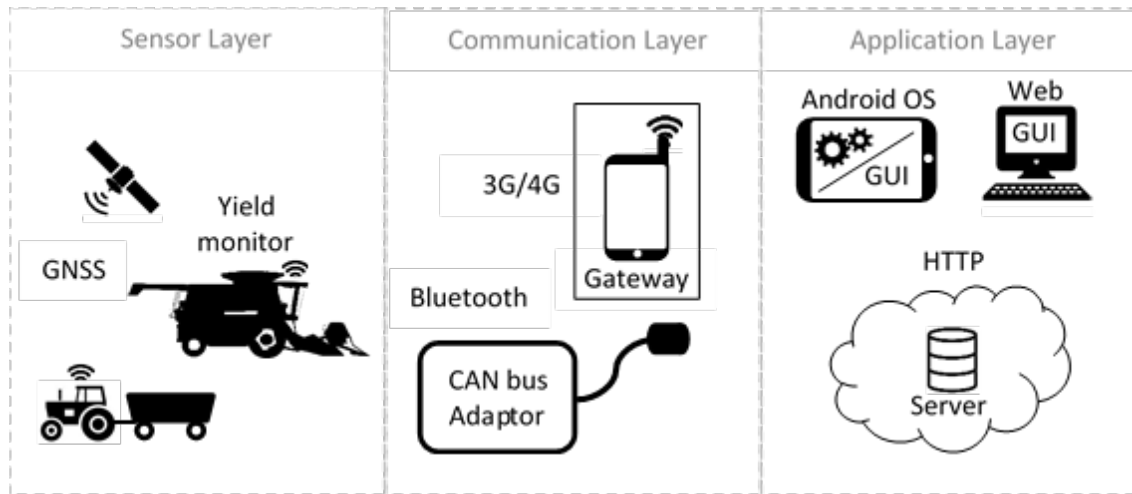 Sensor Layer
Communication Layer
Application Layer
Yield
monitor
GNSS
3G/4G
Gateway
Bluetooth
CAN bus
Adaptor
Android OS
GUI
Web
GUI
HTTP
Server